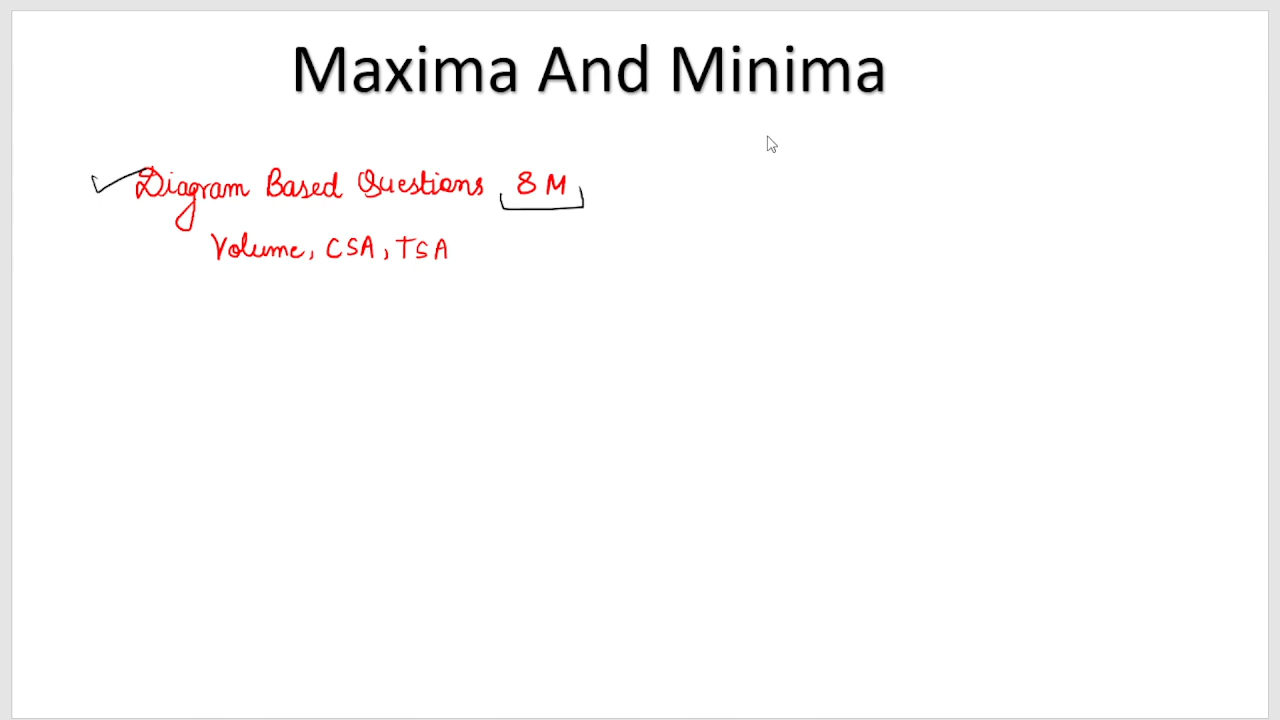 Maxima And Minima
Diagram Based Questions 8 M
Volume, CSA, TSA